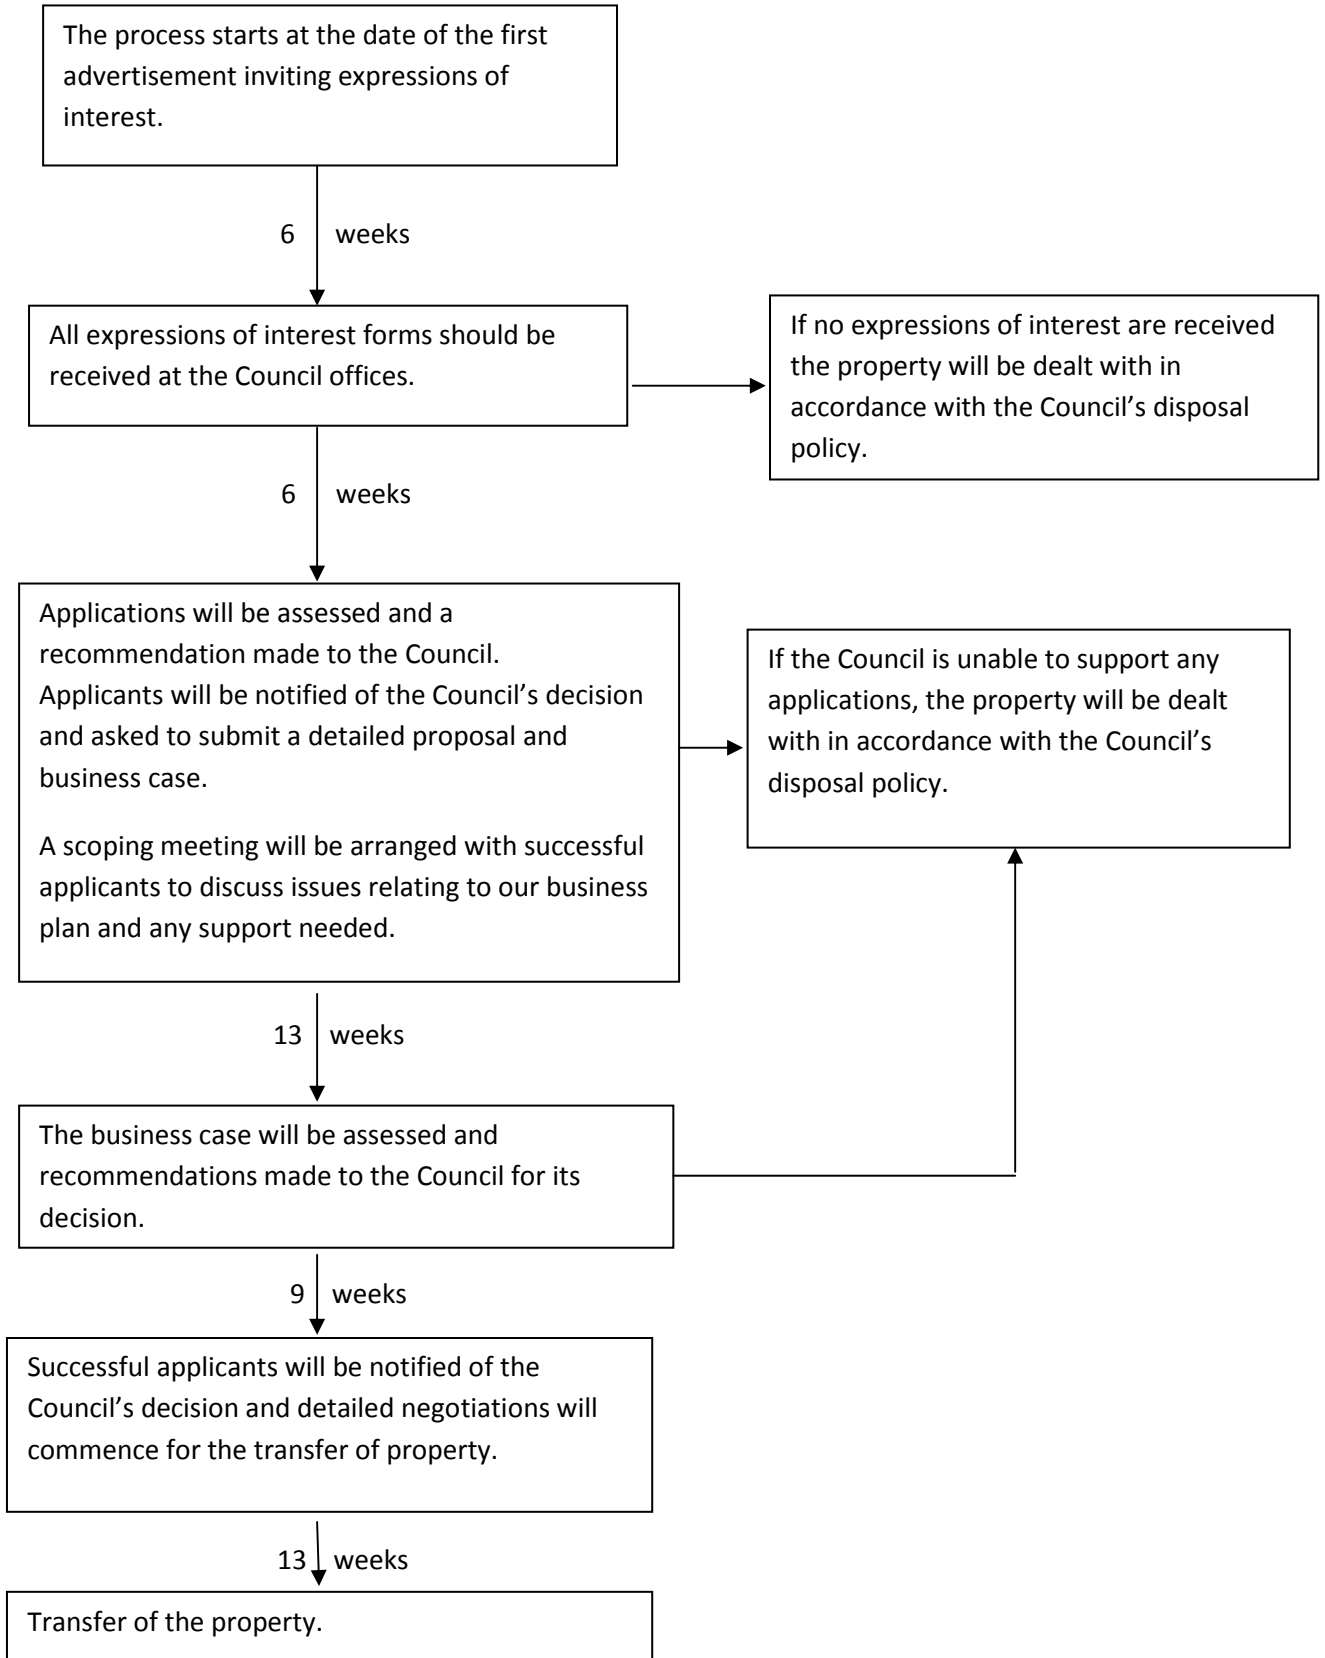 The process starts at the date of the first
advertisement inviting expressions of
interest.
6 weeks
All expressions of interest forms should be
received at the Council offices.
If no expressions of interest are received
the property will be dealt with in
accordance with the Council’s disposal
policy.
6 weeks
Applications will be assessed and a
recommendation made to the Council.
Applicants will be notified of the Council’s decision
and asked to submit a detailed proposal and
business case.
A scoping meeting will be arranged with successful
applicants to discuss issues relating to our business
plan and any support needed.
If the Council is unable to support any
applications, the property will be dealt
with in accordance with the Council’s
disposal policy.
13 weeks
The business case will be assessed and
recommendations made to the Council for its
decision.
9 weeks
Successful applicants will be notified of the
Council’s decision and detailed negotiations will
commence for the transfer of property.
13 weeks
Transfer of the property.